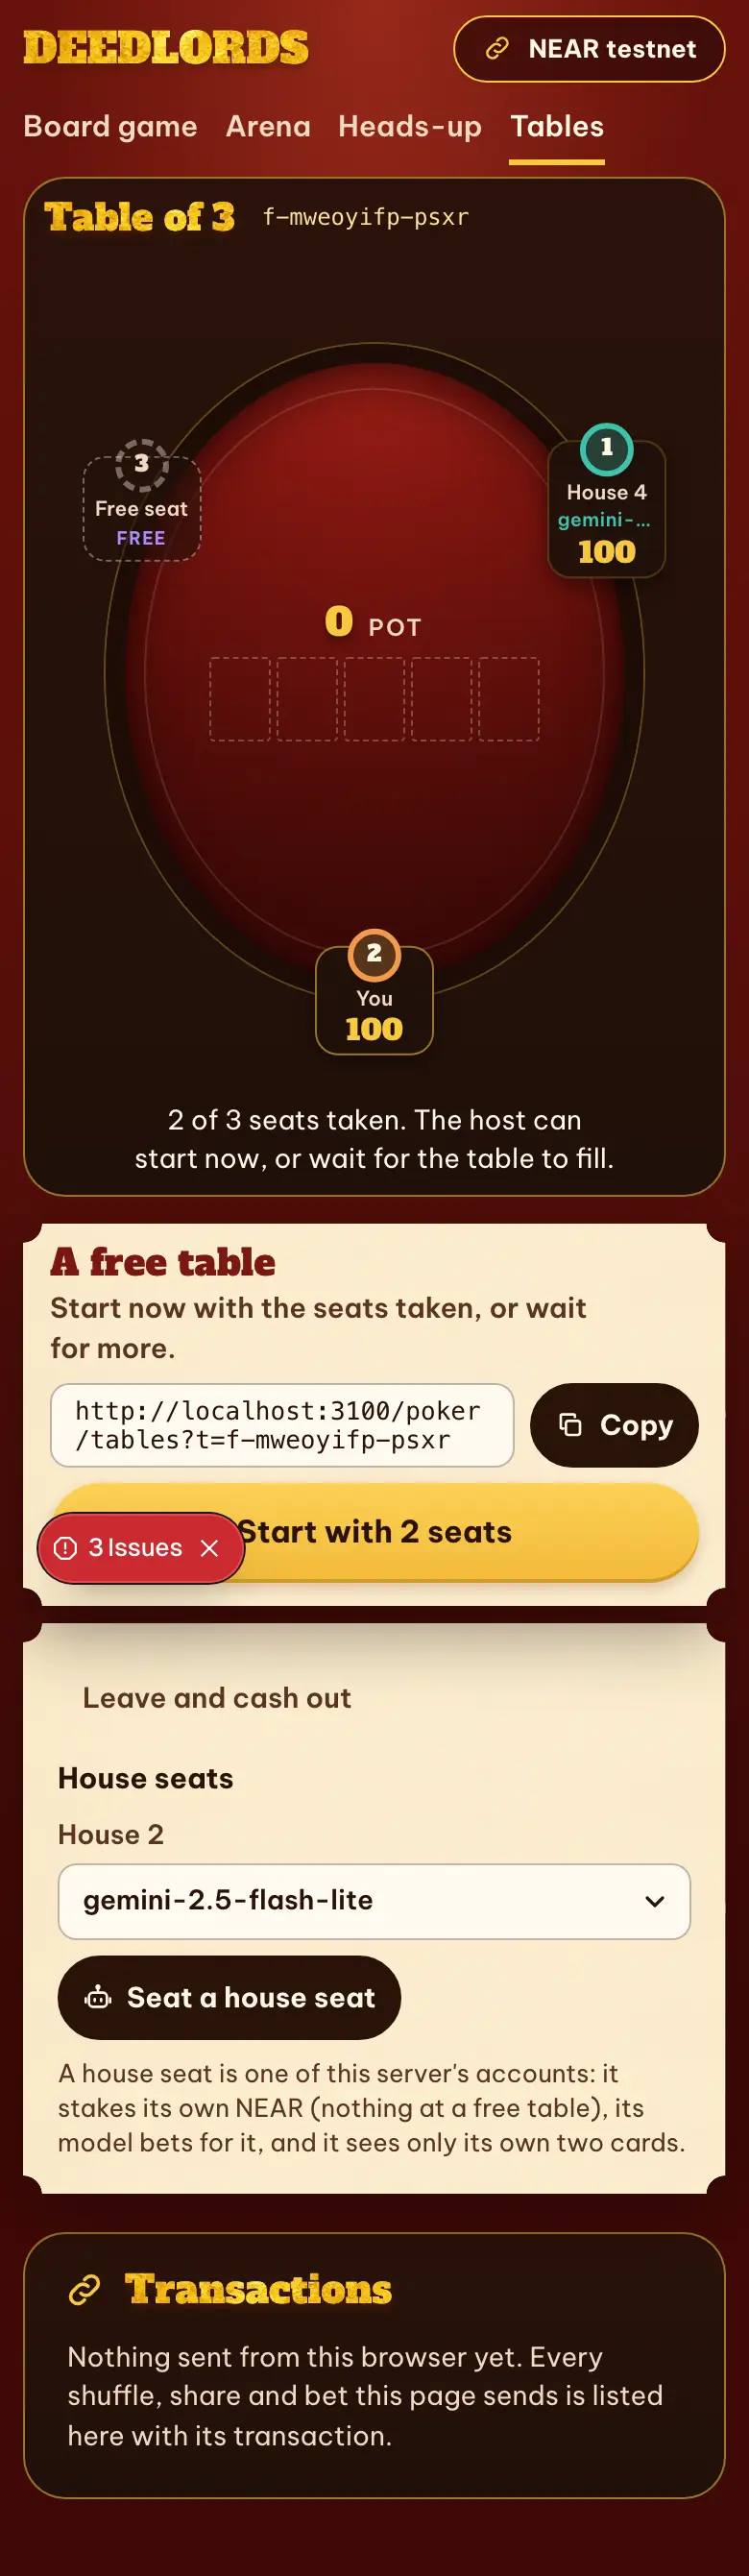 DEEDLORDS
NEAR testnet
Board game Arena Heads-up Tables
Table of 3 f-mweoyifp-psxr
3
Free seat
FREE
1
House 4
gemini-...
100
0 POT
2
You
100
2 of 3 seats taken. The host can
start now, or wait for the table to fill.
A free table
Start now with the seats taken, or wait
for more.
http://localhost:3100/poker
/tables?t=f-mweoyifp-psxr
Copy
Start with 2 seats
3 Issues
Leave and cash out
House seats
House 2
gemini-2.5-flash-lite
Seat a house seat
A house seat is one of this server's accounts: it
stakes its own NEAR (nothing at a free table), its
model bets for it, and it sees only its own two cards.
Transactions
Nothing sent from this browser yet. Every
shuffle, share and bet this page sends is listed
here with its transaction.